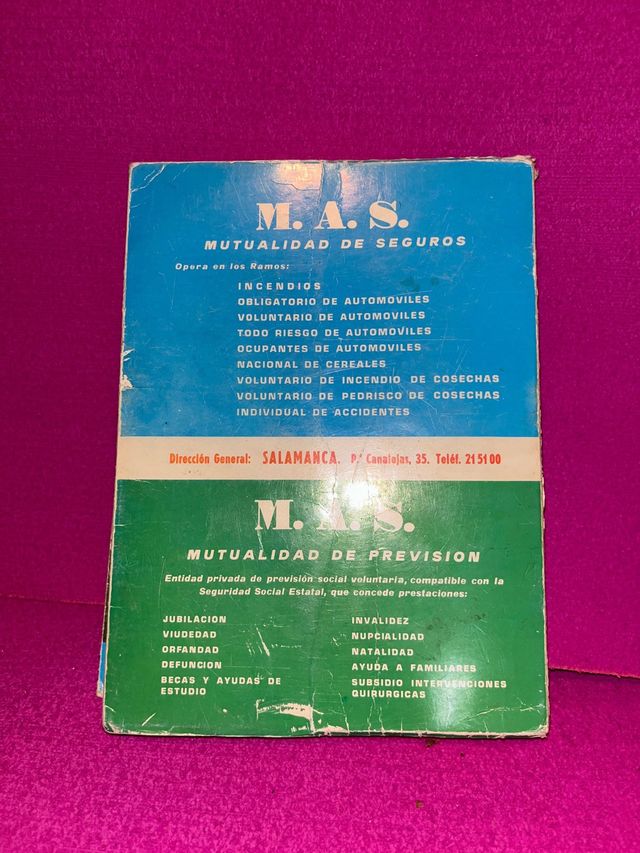 M. A. S.
MUTUALIDAD DE SEGUROS
Opera en los Ramos:
INCENDIOS
OBLIGATORIO DE AUTOMOVILES
VOLUNTARIO DE AUTOMOVILES
TODO RIESGO DE AUTOMOVILES
OCUPANTES DE AUTOMOVILES
NACIONAL DE CEREALES
VOLUNTARIO DE INCENDIO DE COSECHAS
VOLUNTARIO DE PEDRISCO DE COSECHAS
INDIVIDUAL DE ACCIDENTES
Dirección General: SALAMANCA. P.º Canalejas, 35. Teléf. 21 51 00
M. A. S.
MUTUALIDAD DE PREVISION
Entidad privada de previsión social voluntaria, compatible con la
Seguridad Social Estatal, que concede prestaciones:
JUBILACION
VIUDEDAD
ORFANDAD
DEFUNCION
BECAS Y AYUDAS DE
ESTUDIO
INVALIDEZ
NUPCIALIDAD
NATALIDAD
AYUDA A FAMILIARES
SUBSIDIO INTERVENCIONES
QUIRURGICAS